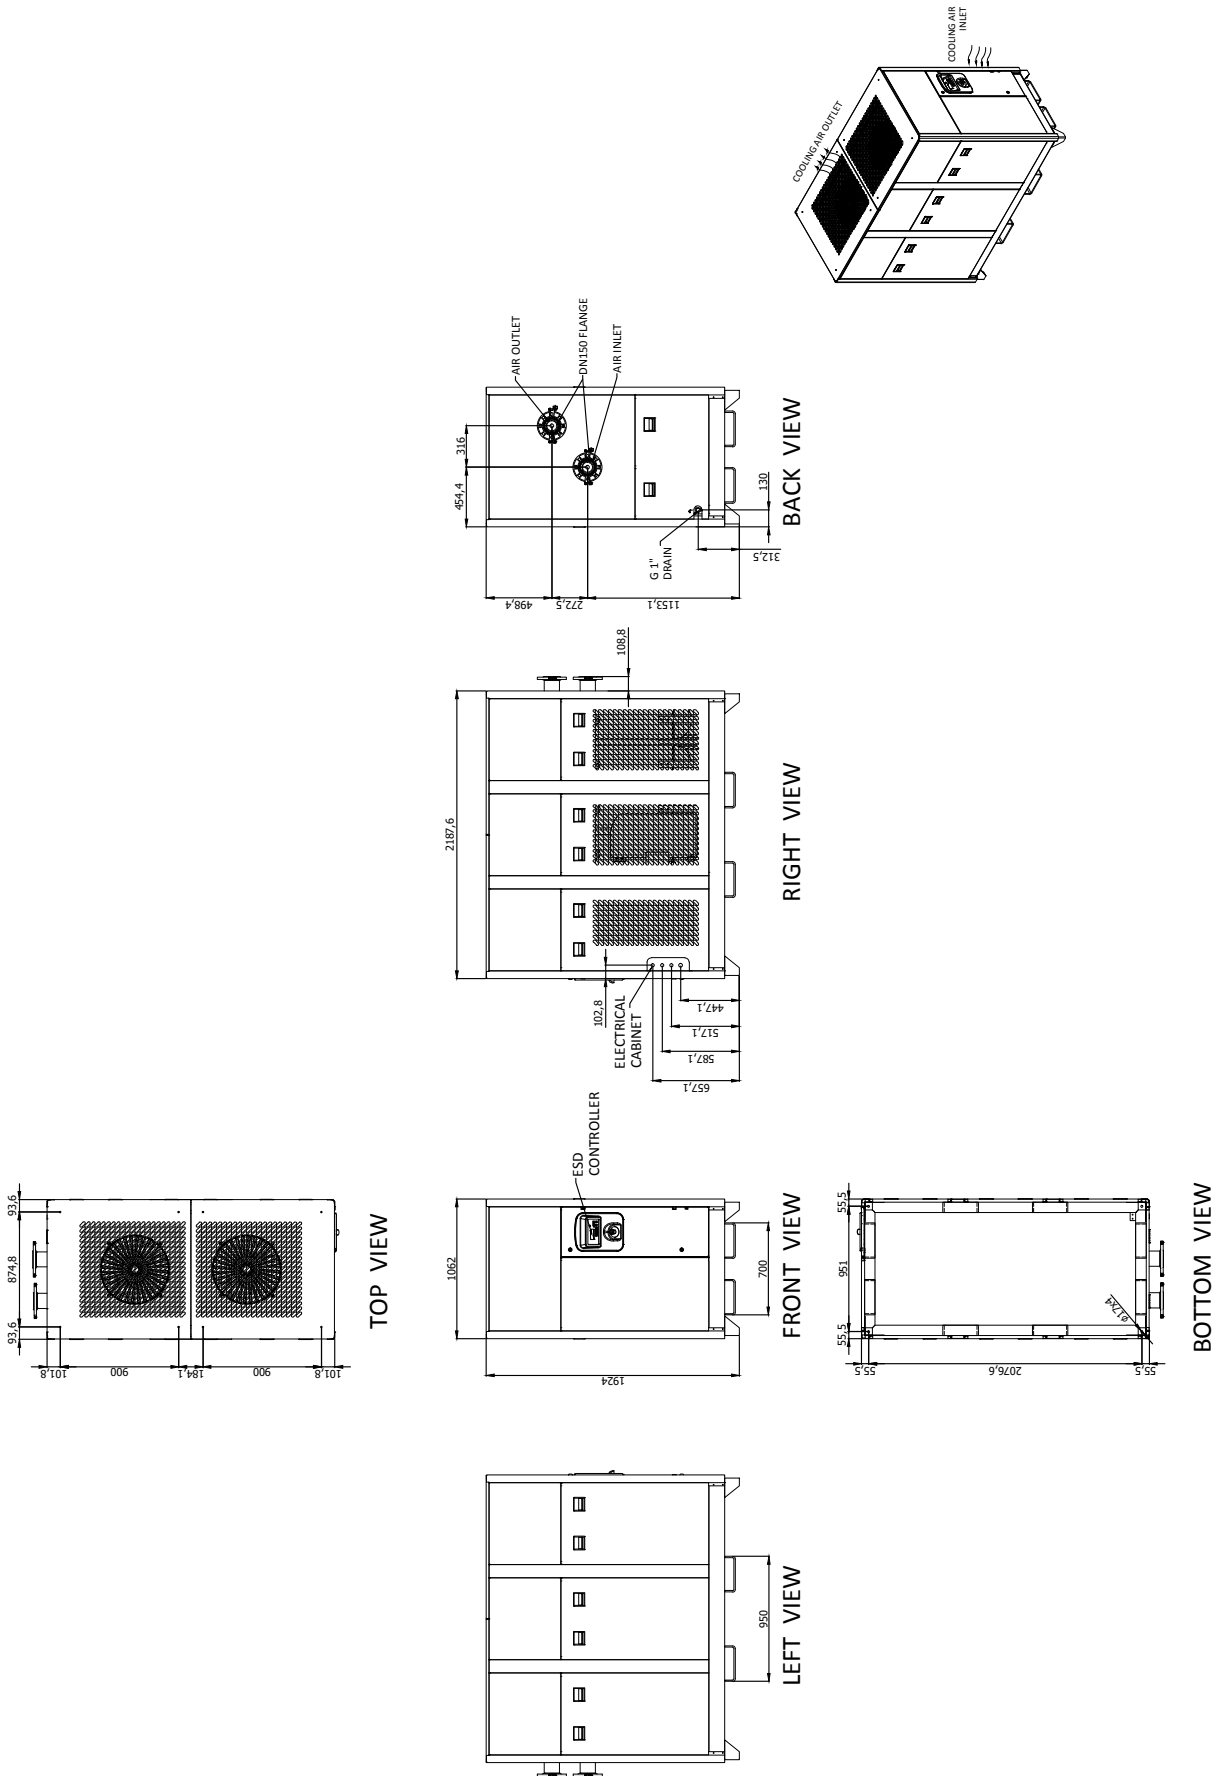 COOLING AIR
INLET
COOLING AIR OUTLET
AIR OUTLET
DN150 FLANGE
AIR INLET
316
454,4
130
312,5
G 1"
DRAIN
498,4
272,5
1153,1
BACK VIEW
108,8
2187,6
102,8
ELECTRICAL
CABINET
447,1
517,1
587,1
657,1
RIGHT VIEW
93,6
874,8
93,6
101,8
900
184,1
900
101,8
TOP VIEW
ESD
CONTROLLER
1062
700
1924
FRONT VIEW
55,5
951
55,5
Ø17X4
55,5
2076,6
55,5
BOTTOM VIEW
950
LEFT VIEW